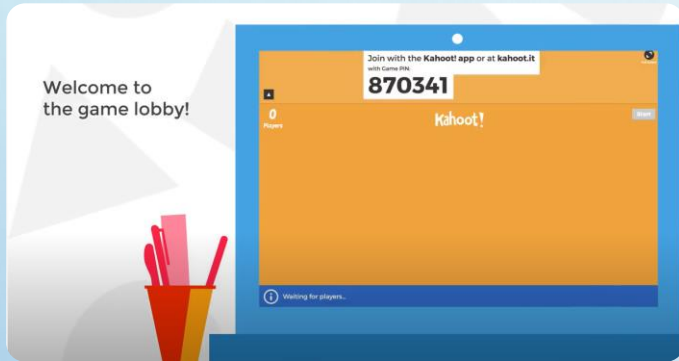 Welcome to
the game lobby!
Join with the Kahoot! app or at kahoot.it
with Game PIN:
870341
0
Players
Kahoot!
Start
Waiting for players...